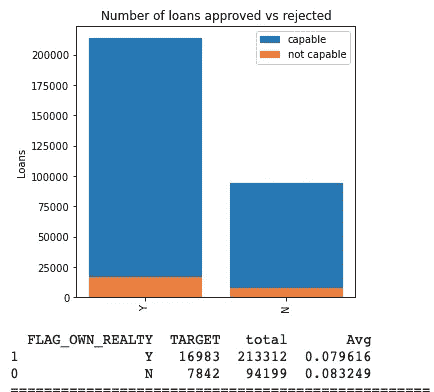 Number of loans approved vs rejected
capable
not capable
200000
175000
150000
125000
100000
75000
50000
25000
0
Loans
Y
N
FLAG_OWN_REALTY TARGET total Avg
1 Y 16983 213312 0.079616
0 N 7842 94199 0.083249
==================================================